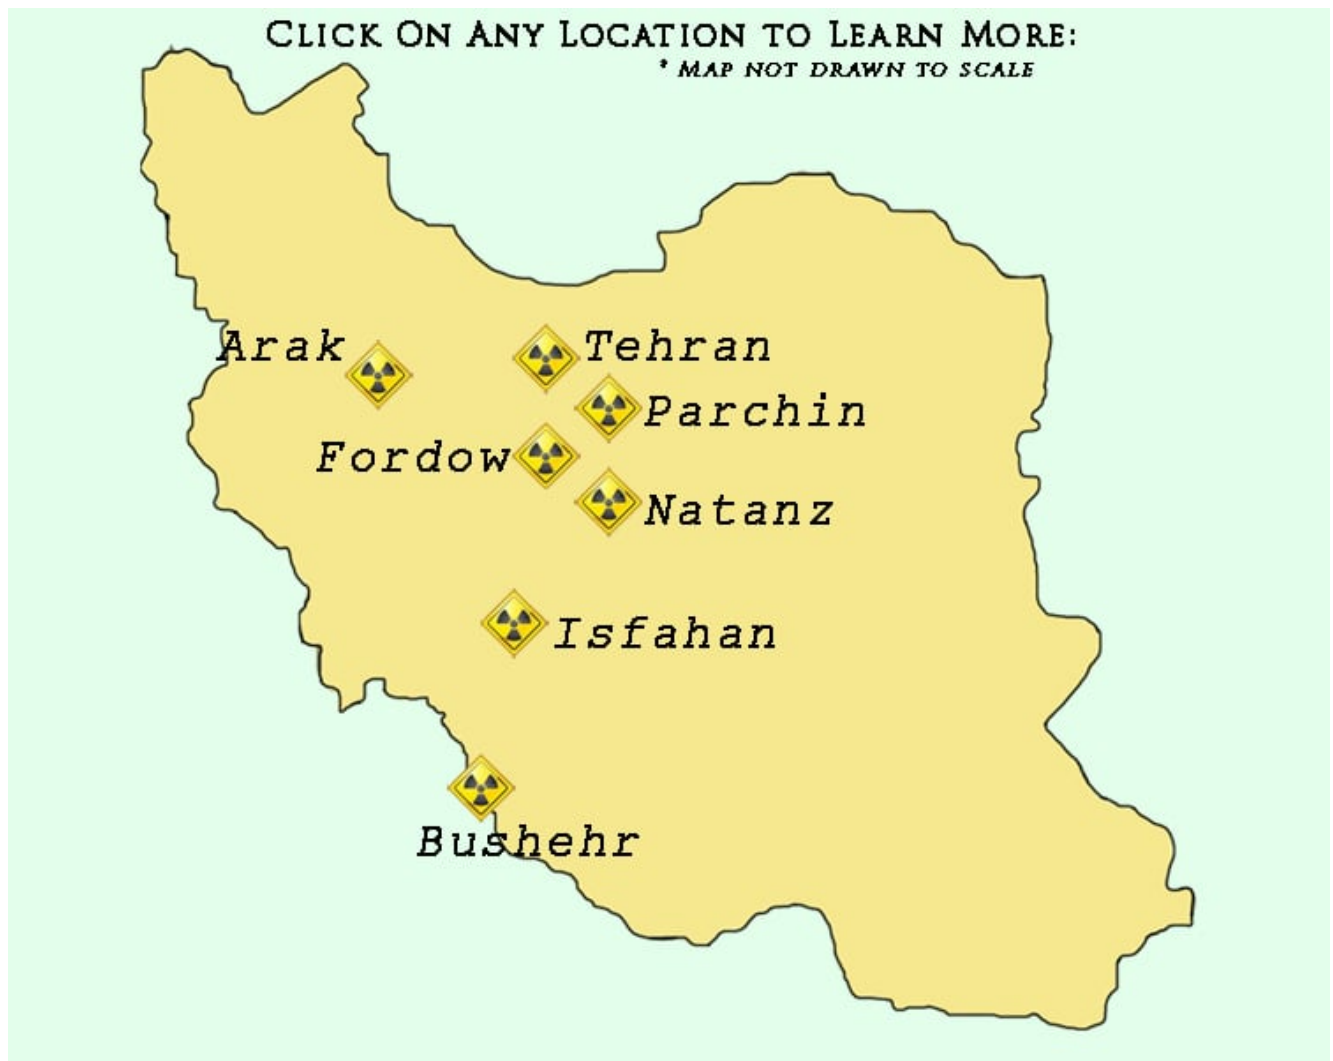 CLICK ON ANY LOCATION TO LEARN MORE:
* MAP NOT DRAWN TO SCALE
Arak
Tehran
Parchin
Fordow
Natanz
Isfahan
Bushehr